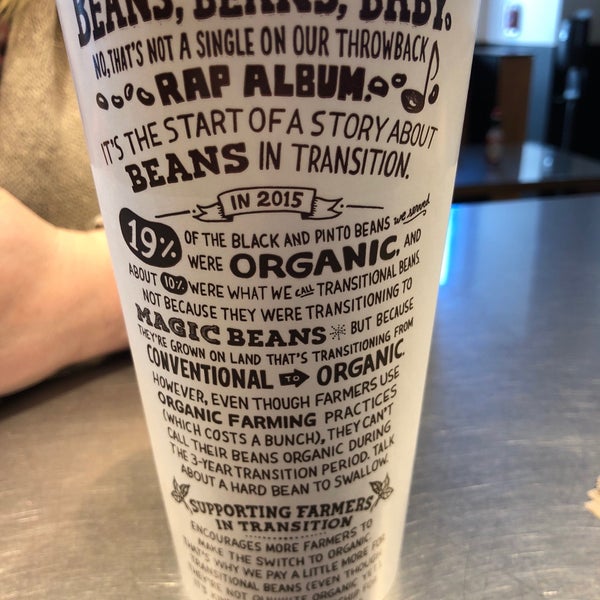 BEANS, BEANS, BABY.
NO, THAT'S NOT A SINGLE ON OUR THROWBACK
RAP ALBUM.
IT'S THE START OF A STORY ABOUT
BEANS IN TRANSITION.
IN 2015
19% OF THE BLACK AND PINTO BEANS we served
WERE ORGANIC, AND
ABOUT 10% WERE WHAT WE CALL TRANSITIONAL BEANS.
NOT BECAUSE THEY WERE TRANSITIONING TO
MAGIC BEANS* BUT BECAUSE
THEY'RE GROWN ON LAND THAT'S TRANSITIONING FROM
CONVENTIONAL TO ORGANIC.
HOWEVER, EVEN THOUGH FARMERS USE
ORGANIC FARMING PRACTICES
(WHICH COSTS A BUNCH), THEY CAN'T
CALL THEIR BEANS ORGANIC DURING
THE 3-YEAR TRANSITION PERIOD. TALK
ABOUT A HARD BEAN TO SWALLOW.
SUPPORTING FARMERS
IN TRANSITION
ENCOURAGES MORE FARMERS TO
MAKE THE SWITCH TO ORGANIC.
THAT'S WHY WE PAY A LITTLE MORE FOR
TRANSITIONAL BEANS (EVEN THOUGH
THEY'RE NOT QUITE ORGANIC YET